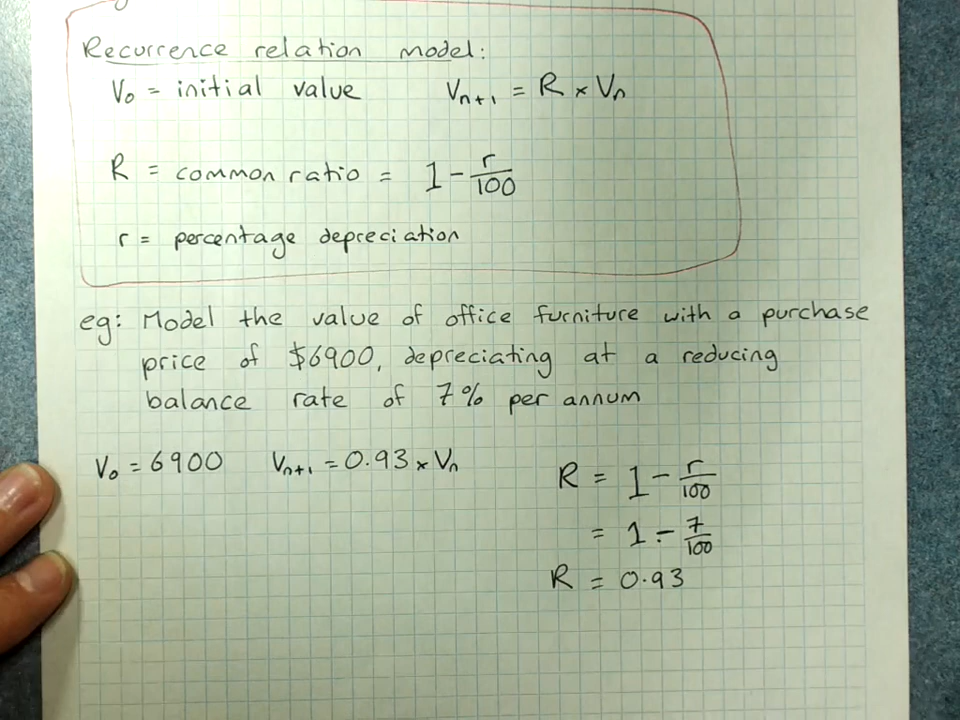 Recurrence relation model:
V₀ = initial value Vₙ₊₁ = R × Vₙ
R = common ratio = 1 - r/100
r = percentage depreciation
eg: Model the value of office furniture with a purchase
price of $6900, depreciating at a reducing
balance rate of 7% per annum
V₀ = 6900 Vₙ₊₁ = 0.93 × Vₙ
R = 1 - r/100
= 1 - 7/100
R = 0.93